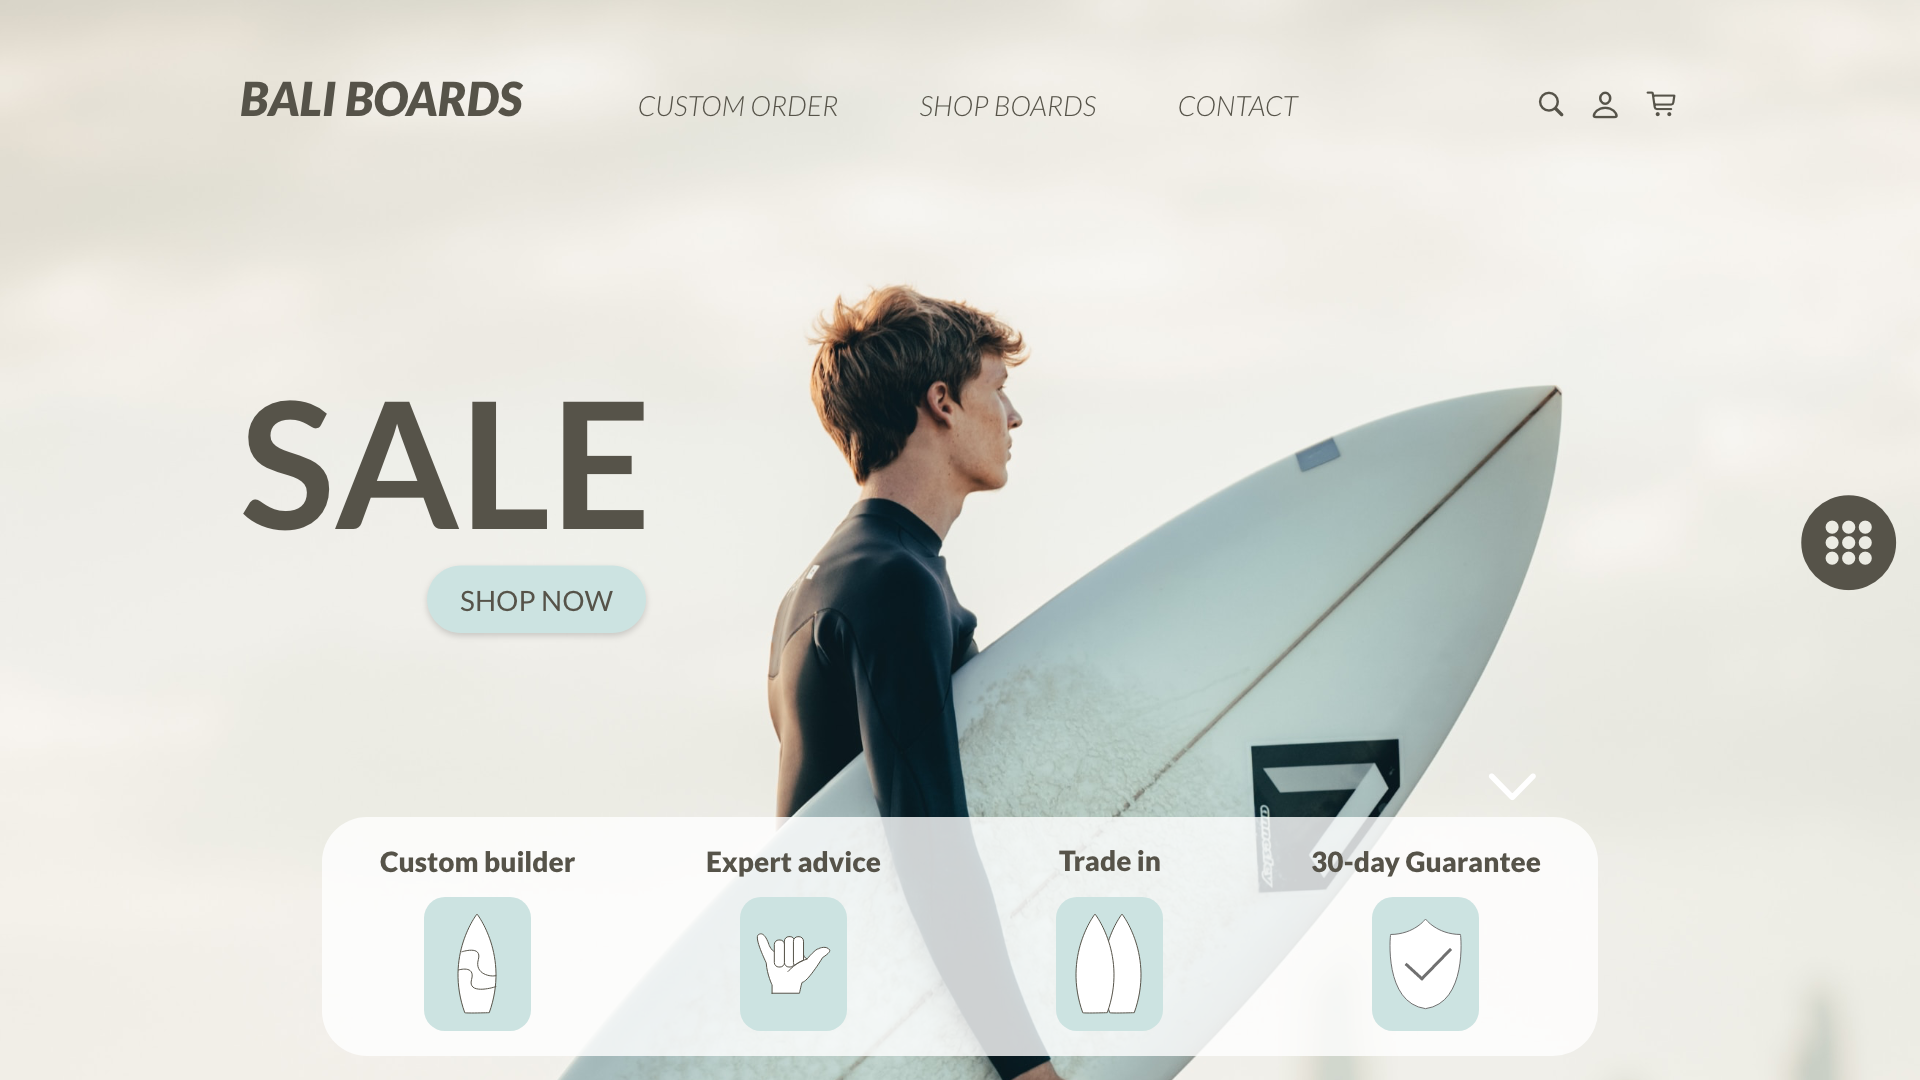 BALI BOARDS
CUSTOM ORDER
SHOP BOARDS
CONTACT
SALE
SHOP NOW
Custom builder
Expert advice
Trade in
30-day Guarantee